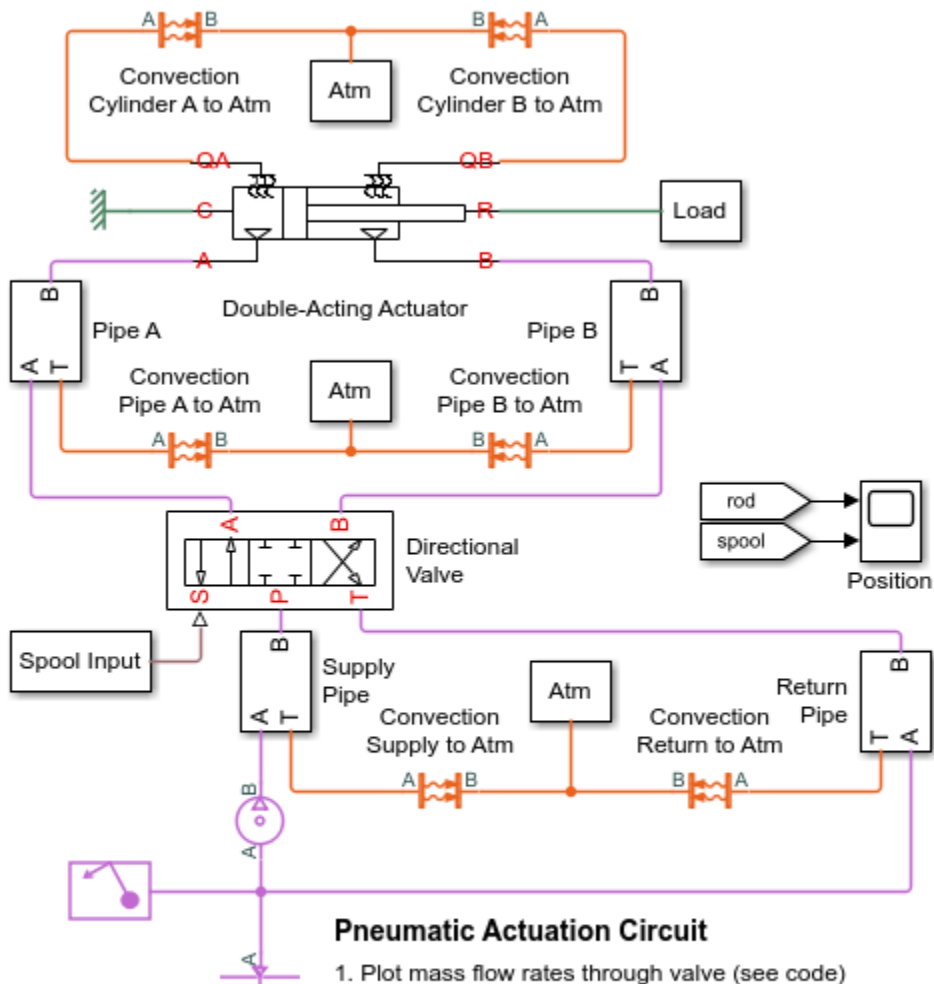 A B B A
Convection
Cylinder A to Atm
Atm
Convection
Cylinder B to Atm
QA QB
C R
Load
A B
B B
Double-Acting Actuator
Pipe A
Pipe B
A T
T A
Convection
Pipe A to Atm
Atm
Convection
Pipe B to Atm
A B B A
rod
spool
Position
A B
Directional
Valve
S P T
Spool Input
B
Supply
Pipe
A T
Atm
B
Return
Pipe
T A
Convection
Supply to Atm
Convection
Return to Atm
A B B A
B
A
A
Pneumatic Actuation Circuit
1. Plot mass flow rates through valve (see code)